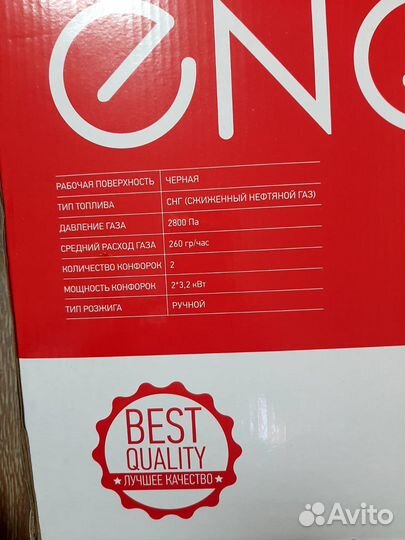 enc
РАБОЧАЯ ПОВЕРХНОСТЬ ЧЕРНАЯ
ТИП ТОПЛИВА СНГ (СЖИЖЕННЫЙ НЕФТЯНОЙ ГАЗ)
ДАВЛЕНИЕ ГАЗА 2800 Па
СРЕДНИЙ РАСХОД ГАЗА 260 гр/час
КОЛИЧЕСТВО КОНФОРОК 2
МОЩНОСТЬ КОНФОРОК 2*3,2 кВт
ТИП РОЗЖИГА РУЧНОЙ
BEST
QUALITY
★ ЛУЧШЕЕ КАЧЕСТВО ★
Avito